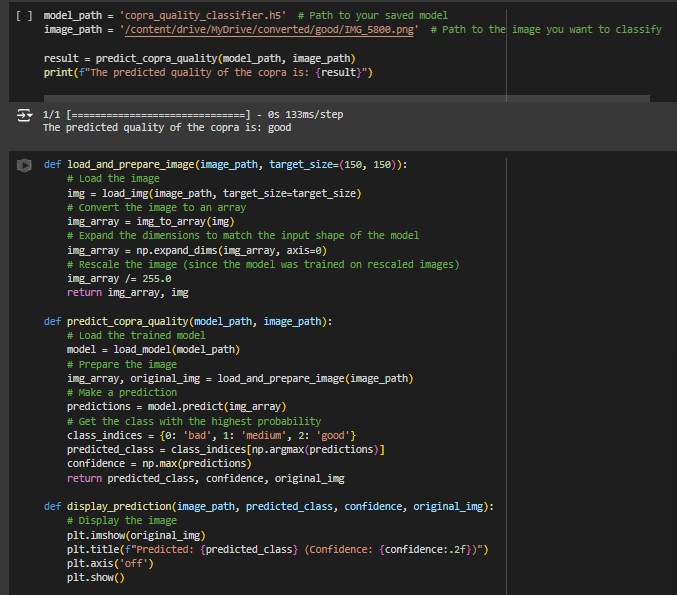 [ ] model_path = 'copra_quality_classifier.h5'  # Path to your saved model
image_path = '/content/drive/MyDrive/converted/good/IMG_5800.png'  # Path to the image you want to classify
result = predict_copra_quality(model_path, image_path)
print(f"The predicted quality of the copra is: {result}")
1/1 [==============================] - 0s 133ms/step
The predicted quality of the copra is: good
def load_and_prepare_image(image_path, target_size=(150, 150)):
    # Load the image
    img = load_img(image_path, target_size=target_size)
    # Convert the image to an array
    img_array = img_to_array(img)
    # Expand the dimensions to match the input shape of the model
    img_array = np.expand_dims(img_array, axis=0)
    # Rescale the image (since the model was trained on rescaled images)
    img_array /= 255.0
    return img_array, img
def predict_copra_quality(model_path, image_path):
    # Load the trained model
    model = load_model(model_path)
    # Prepare the image
    img_array, original_img = load_and_prepare_image(image_path)
    # Make a prediction
    predictions = model.predict(img_array)
    # Get the class with the highest probability
    class_indices = {0: 'bad', 1: 'medium', 2: 'good'}
    predicted_class = class_indices[np.argmax(predictions)]
    confidence = np.max(predictions)
    return predicted_class, confidence, original_img
def display_prediction(image_path, predicted_class, confidence, original_img):
    # Display the image
    plt.imshow(original_img)
    plt.title(f"Predicted: {predicted_class} (Confidence: {confidence:.2f})")
    plt.axis('off')
    plt.show()